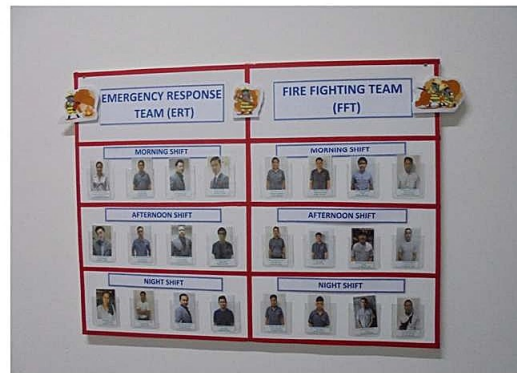 EMERGENCY RESPONSE
TEAM (ERT)
FIRE FIGHTING TEAM
(FFT)
MORNING SHIFT
MORNING SHIFT
AFTERNOON SHIFT
AFTERNOON SHIFT
NIGHT SHIFT
NIGHT SHIFT